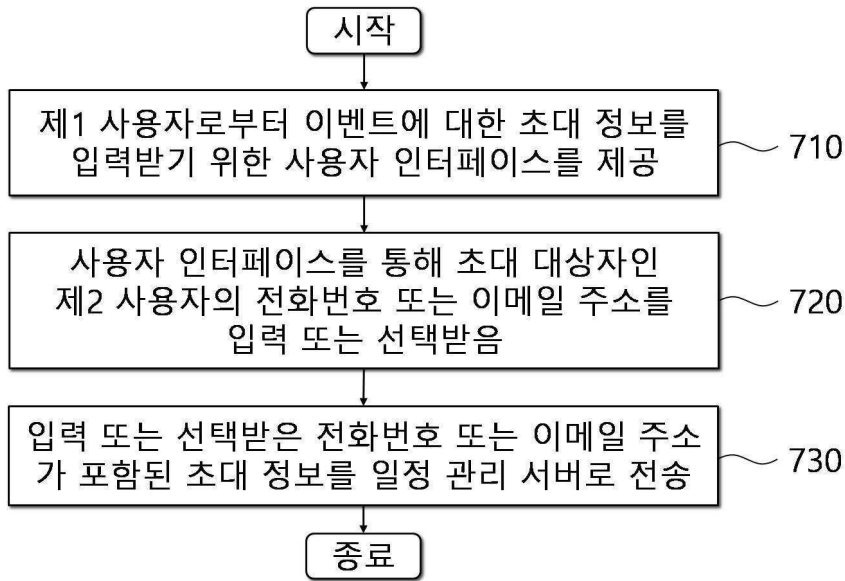 시작
제1 사용자로부터 이벤트에 대한 초대 정보를
입력받기 위한 사용자 인터페이스를 제공
710
사용자 인터페이스를 통해 초대 대상자인
제2 사용자의 전화번호 또는 이메일 주소를
입력 또는 선택받음
720
입력 또는 선택받은 전화번호 또는 이메일 주소
가 포함된 초대 정보를 일정 관리 서버로 전송
730
종료